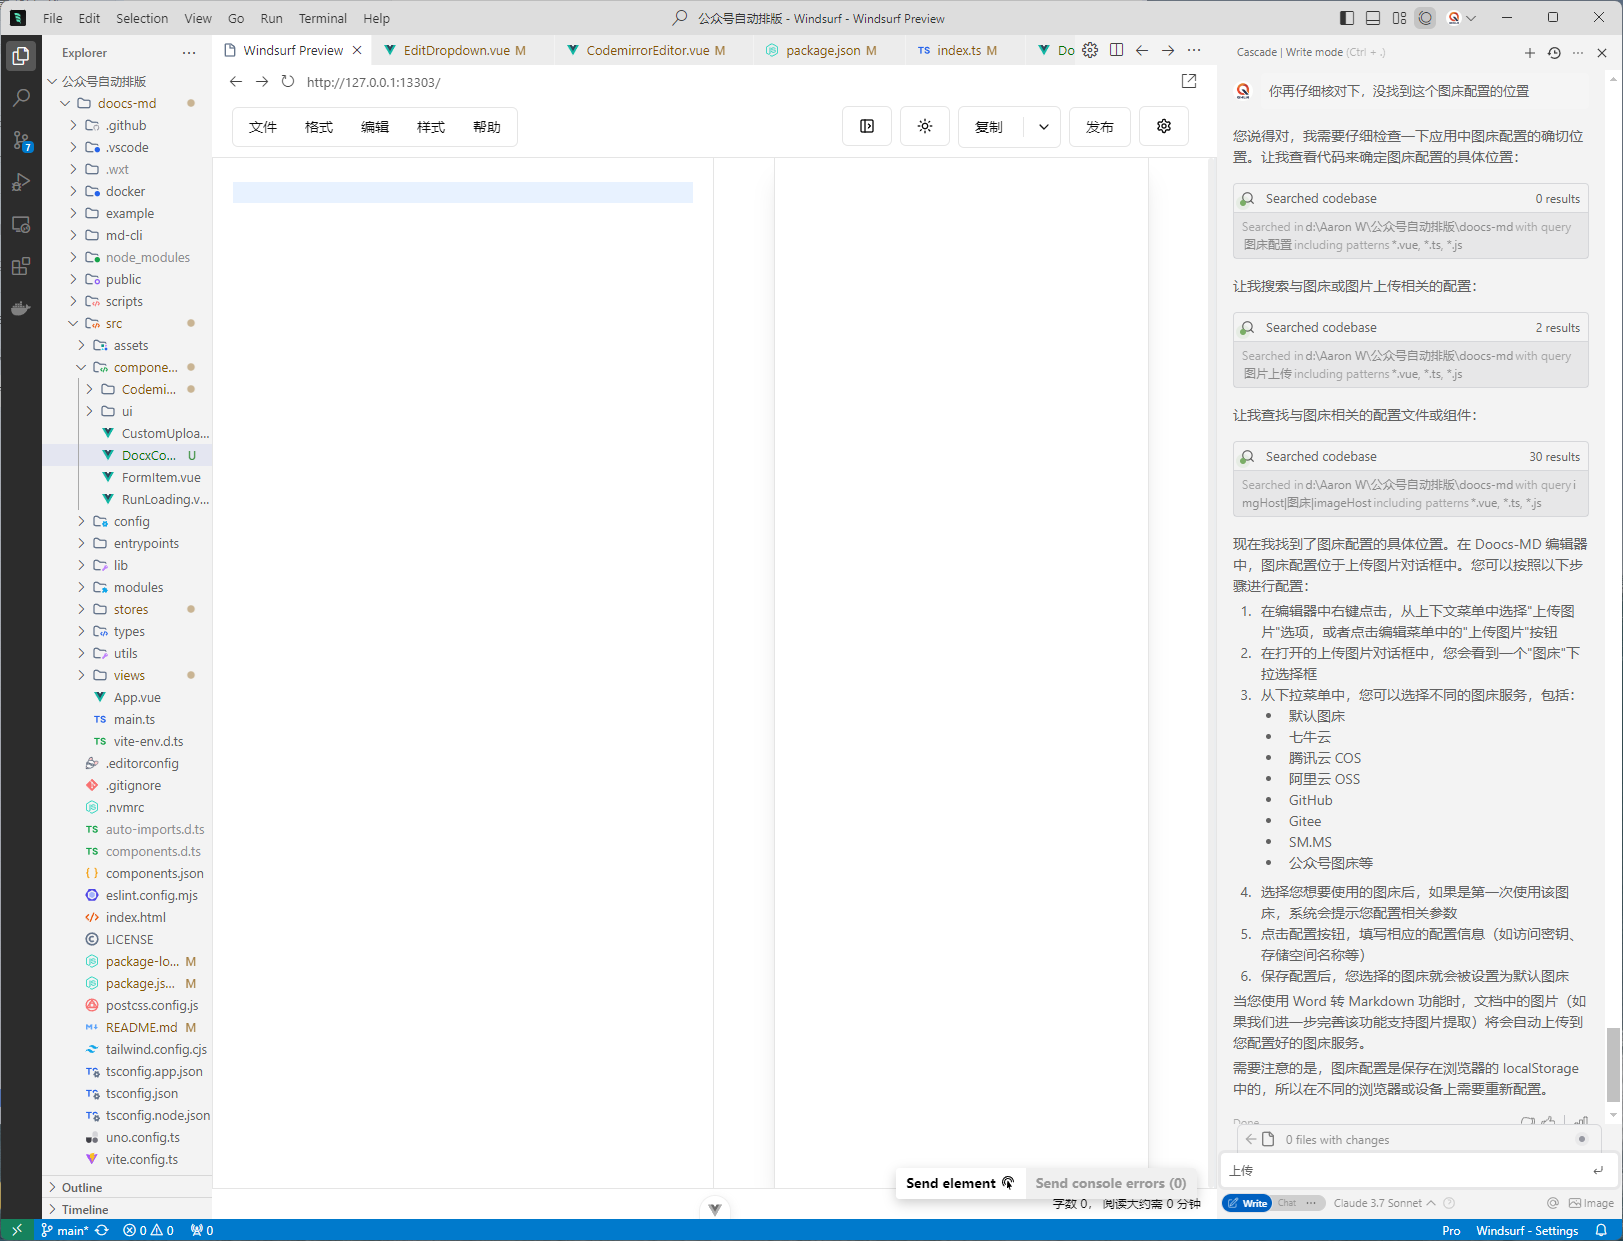 File Edit Selection View Go Run Terminal Help
公众号自动排版 - Windsurf - Windsurf Preview
Explorer
Windsurf Preview
EditDropdown.vue M
CodemirrorEditor.vue M
package.json M
TS index.ts M
Do
Cascade | Write mode (Ctrl + .)
http://127.0.0.1:13303/
文件 格式 编辑 样式 帮助
复制
发布
公众号自动排版
doocs-md
.github
.vscode
.wxt
docker
example
md-cli
node_modules
public
scripts
src
assets
compone...
Codemi...
ui
CustomUploa...
DocxCo... U
FormItem.vue
RunLoading.v...
config
entrypoints
lib
modules
stores
types
utils
views
App.vue
TS main.ts
TS vite-env.d.ts
.editorconfig
.gitignore
.nvmrc
TS auto-imports.d.ts
TS components.d.ts
components.json
eslint.config.mjs
index.html
LICENSE
package-lo... M
package.js... M
postcss.config.js
README.md M
tailwind.config.cjs
tsconfig.app.json
tsconfig.json
tsconfig.node.json
uno.config.ts
vite.config.ts
Outline
Timeline
Send element
Send console errors (0)
字数 0， 阅读大约需 0 分钟
你再仔细核对下，没找到这个图床配置的位置
您说得对，我需要仔细检查一下应用中图床配置的确切位
置。让我查看代码来确定图床配置的具体位置：
Searched codebase 0 results
Searched in d:\Aaron W\公众号自动排版\doocs-md with query
图床配置 including patterns *.vue, *.ts, *.js
让我搜索与图床或图片上传相关的配置：
Searched codebase 2 results
Searched in d:\Aaron W\公众号自动排版\doocs-md with query
图片上传 including patterns *.vue, *.ts, *.js
让我查找与图床相关的配置文件或组件：
Searched codebase 30 results
Searched in d:\Aaron W\公众号自动排版\doocs-md with query i
mgHost|图床|imageHost including patterns *.vue, *.ts, *.js
现在我找到了图床配置的具体位置。在 Doocs-MD 编辑器
中，图床配置位于上传图片对话框中。您可以按照以下步
骤进行配置：
1. 在编辑器中右键点击，从上下文菜单中选择"上传图
片"选项，或者点击编辑菜单中的"上传图片"按钮
2. 在打开的上传图片对话框中，您会看到一个"图床"下
拉选择框
3. 从下拉菜单中，您可以选择不同的图床服务，包括：
• 默认图床
• 七牛云
• 腾讯云 COS
• 阿里云 OSS
• GitHub
• Gitee
• SM.MS
• 公众号图床等
4. 选择您想要使用的图床后，如果是第一次使用该图
床，系统会提示您配置相关参数
5. 点击配置按钮，填写相应的配置信息（如访问密钥、
存储空间名称等）
6. 保存配置后，您选择的图床就会被设置为默认图床
当您使用 Word 转 Markdown 功能时，文档中的图片（如
果我们进一步完善该功能支持图片提取）将会自动上传到
您配置好的图床服务。
需要注意的是，图床配置是保存在浏览器的 localStorage
中的，所以在不同的浏览器或设备上需要重新配置。
Done
0 files with changes
上传
Write Chat ··· Claude 3.7 Sonnet Image
main* 0 0 0
Pro Windsurf - Settings
7